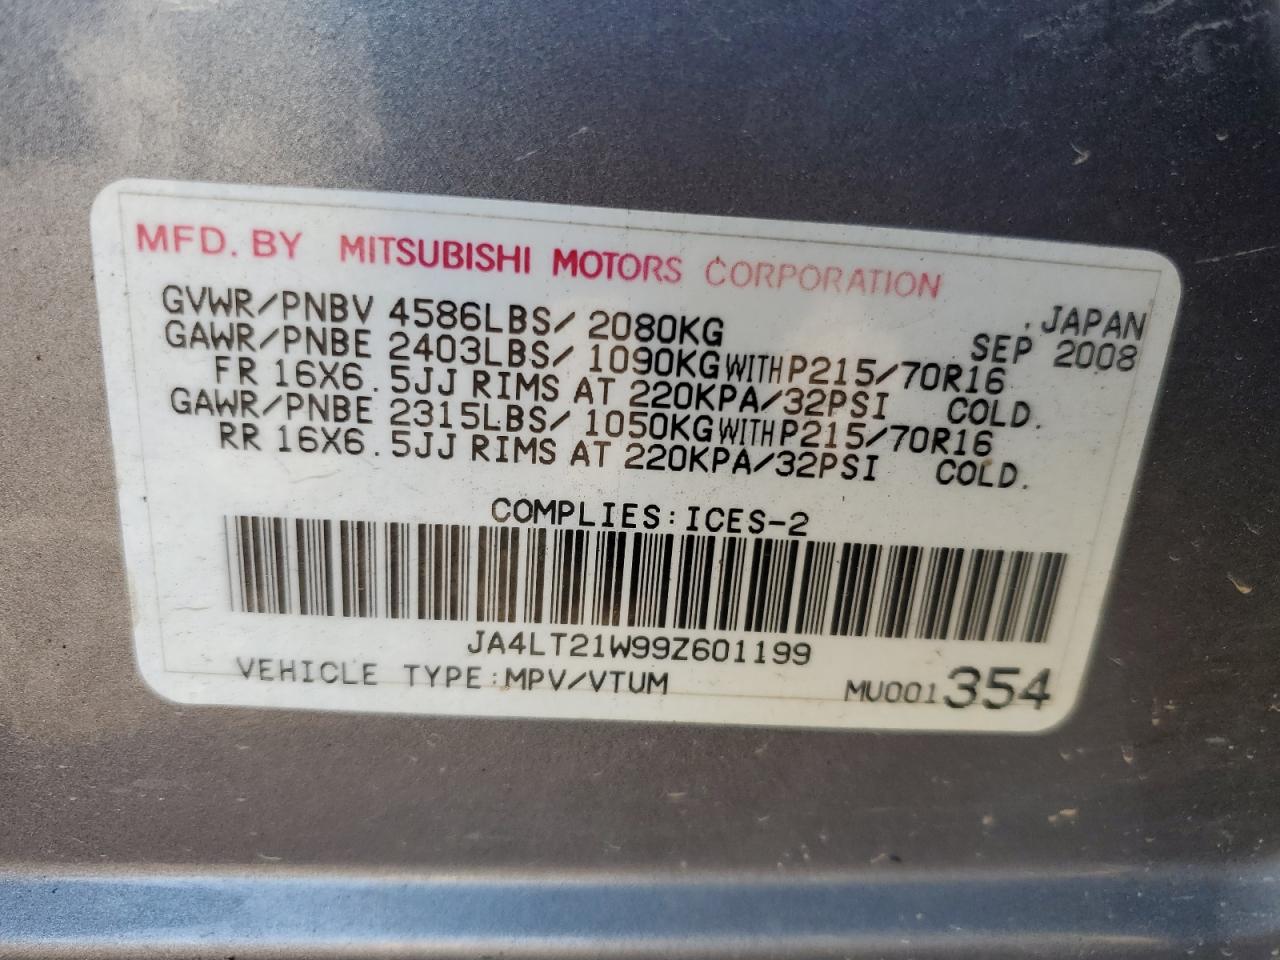 MFD. BY MITSUBISHI MOTORS CORPORATION
GVWR/PNBV 4586LBS/ 2080KG JAPAN
GAWR/PNBE 2403LBS/ 1090KG WITH P215/70R16 SEP 2008
FR 16X6.5JJ RIMS AT 220KPA/32PSI COLD.
GAWR/PNBE 2315LBS/ 1050KG WITH P215/70R16
RR 16X6.5JJ RIMS AT 220KPA/32PSI COLD.
COMPLIES:ICES-2
JA4LT21W99Z601199
VEHICLE TYPE:MPV/VTUM MU001354